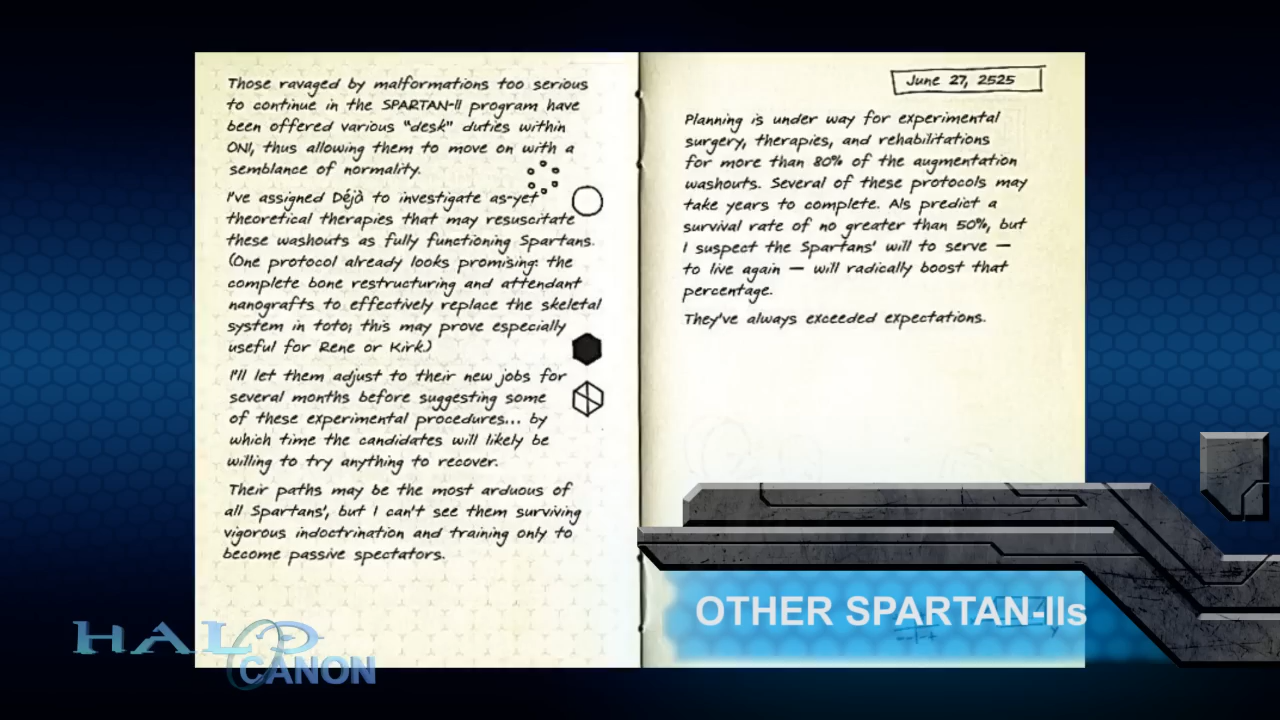 Those ravaged by malformations too serious
to continue in the SPARTAN-II program have
been offered various "desk" duties within
ONI, thus allowing them to move on with a
semblance of normality.
I've assigned Déjà to investigate as-yet
theoretical therapies that may resuscitate
these washouts as fully functioning Spartans.
(One protocol already looks promising: the
complete bone restructuring and attendant
nanografts to effectively replace the skeletal
system in toto; this may prove especially
useful for Rene or Kirk.)
I'll let them adjust to their new jobs for
several months before suggesting some
of these experimental procedures... by
which time the candidates will likely be
willing to try anything to recover.
Their paths may be the most arduous of
all Spartans', but I can't see them surviving
vigorous indoctrination and training only to
become passive spectators.
June 27, 2525
Planning is under way for experimental
surgery, therapies, and rehabilitations
for more than 80% of the augmentation
washouts. Several of these protocols may
take years to complete. AIs predict a
survival rate of no greater than 50%, but
I suspect the Spartans' will to serve —
to live again — will radically boost that
percentage.
They've always exceeded expectations.
OTHER SPARTAN-IIs
HALO
CANON